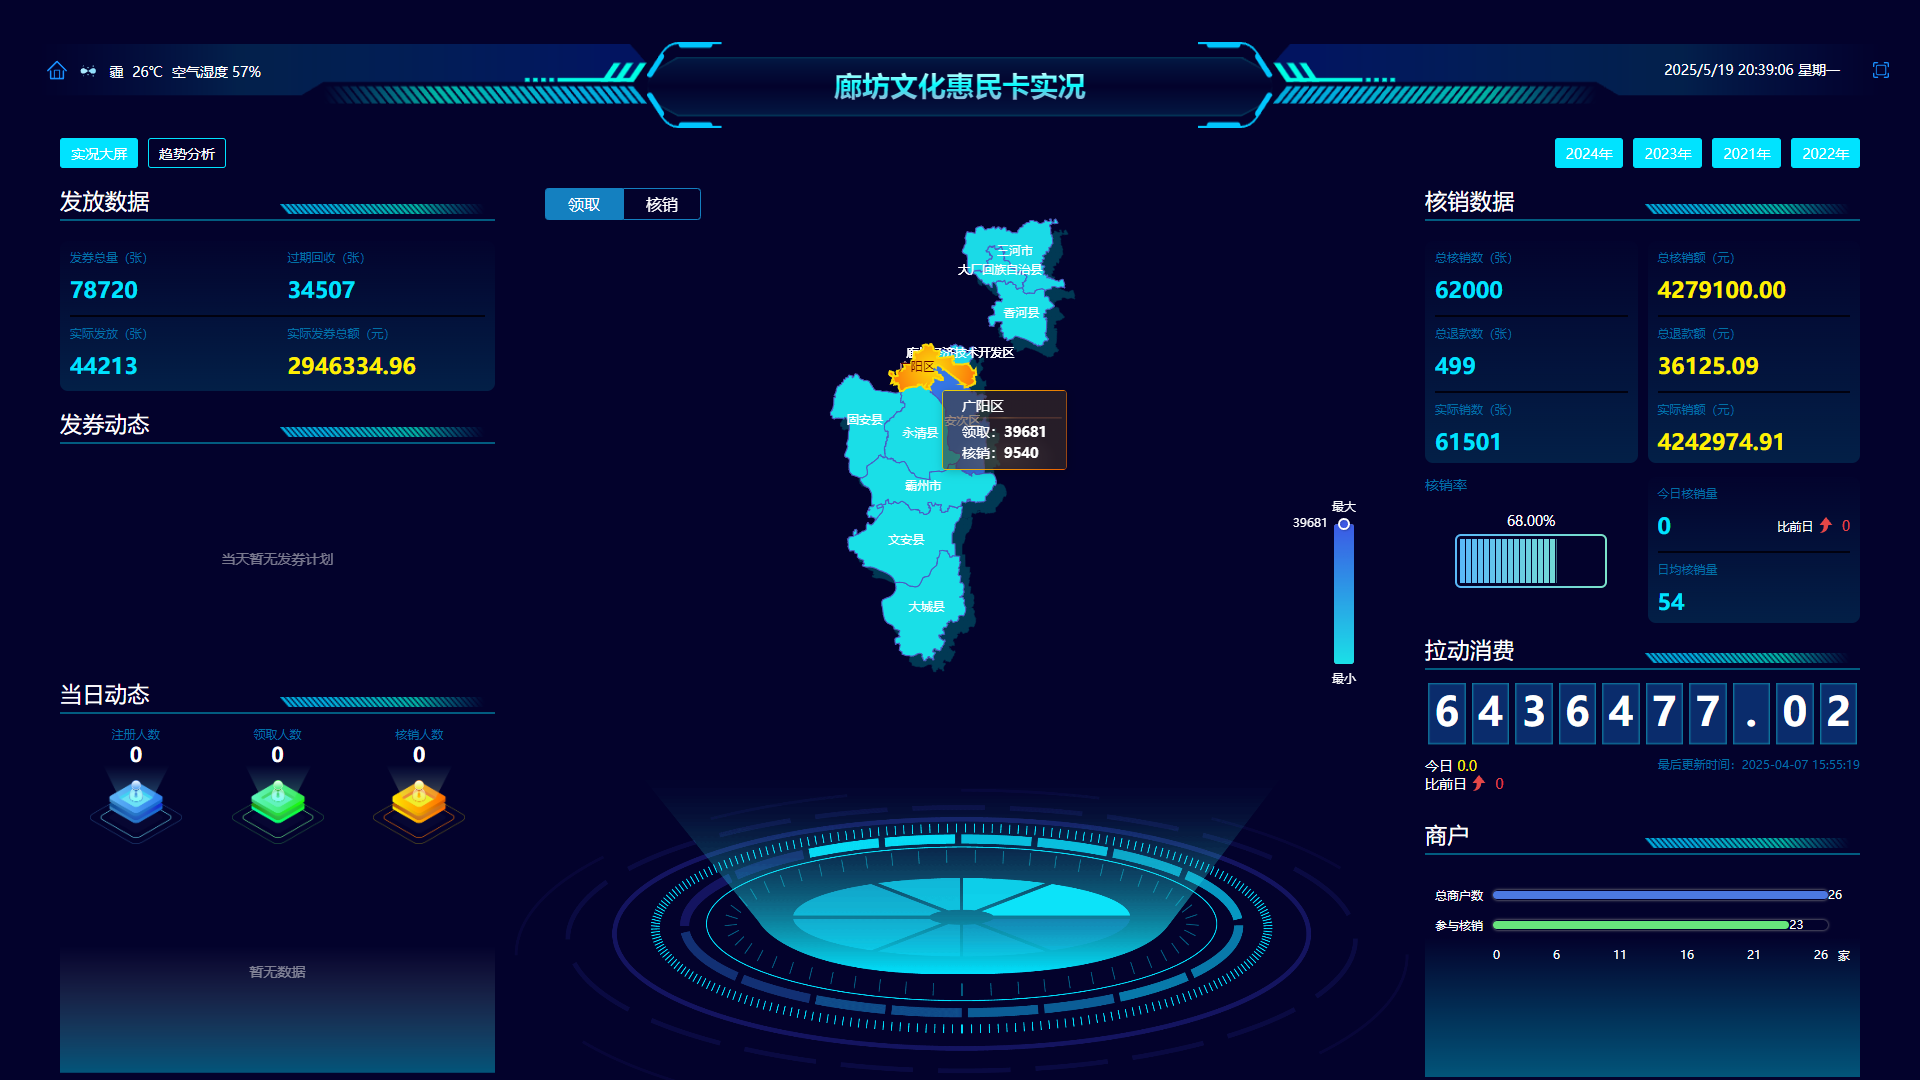 霾 26℃ 空气湿度 57%
廊坊文化惠民卡实况
2025/5/19 20:39:06 星期一
实况大屏 趋势分析
2024年 2023年 2021年 2022年
发放数据
发券总量（张） 过期回收（张）
78720 34507
实际发放（张） 实际发券总额（元）
44213 2946334.96
发券动态
当天暂无发券计划
当日动态
注册人数 领取人数 核销人数
0 0 0
暂无数据
领取 核销
三河市
大厂回族自治县
香河县
经济技术开发区
广阳区
固安县
永清县
安次区
霸州市
文安县
大城县
广阳区
领取：39681
核销：9540
最大
39681
最小
核销数据
总核销数（张） 总核销额（元）
62000 4279100.00
总退款数（张） 总退款额（元）
499 36125.09
实际销数（张） 实际销额（元）
61501 4242974.91
核销率
68.00%
今日核销量
0 比前日 0
日均核销量
54
拉动消费
6436477.02
今日 0.0
最后更新时间：2025-04-07 15:55:19
比前日 0
商户
总商户数 26
参与核销 23
0 6 11 16 21 26 家